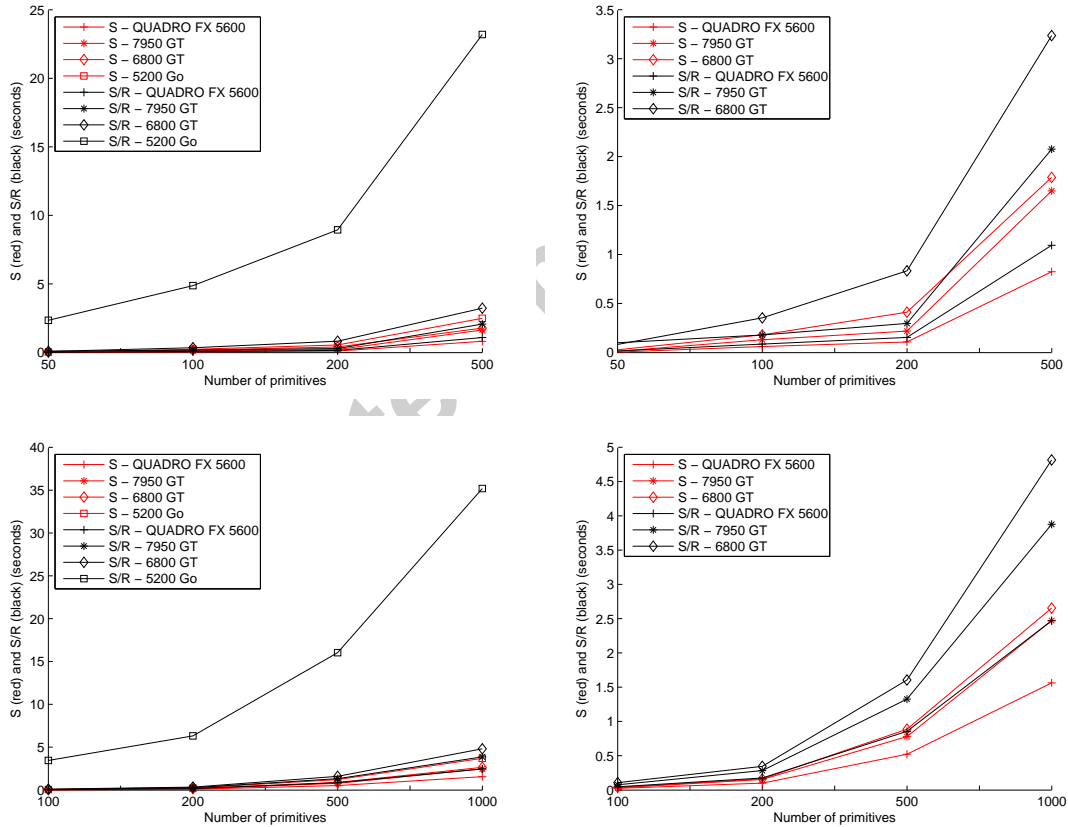 25
20
15
10
5
0
S (red) and S/R (black) (seconds)
S – QUADRO FX 5600
S – 7950 GT
S – 6800 GT
S – 5200 Go
S/R – QUADRO FX 5600
S/R – 7950 GT
S/R – 6800 GT
S/R – 5200 Go
50
100
200
500
Number of primitives
3.5
3
2.5
2
1.5
1
0.5
0
S (red) and S/R (black) (seconds)
S – QUADRO FX 5600
S – 7950 GT
S – 6800 GT
S/R – QUADRO FX 5600
S/R – 7950 GT
S/R – 6800 GT
50
100
200
500
Number of primitives
40
35
30
25
20
15
10
5
0
S (red) and S/R (black) (seconds)
S – QUADRO FX 5600
S – 7950 GT
S – 6800 GT
S – 5200 Go
S/R – QUADRO FX 5600
S/R – 7950 GT
S/R – 6800 GT
S/R – 5200 Go
100
200
500
1000
Number of primitives
5
4.5
4
3.5
3
2.5
2
1.5
1
0.5
0
S (red) and S/R (black) (seconds)
S – QUADRO FX 5600
S – 7950 GT
S – 6800 GT
S/R – QUADRO FX 5600
S/R – 7950 GT
S/R – 6800 GT
100
200
500
1000
Number of primitives